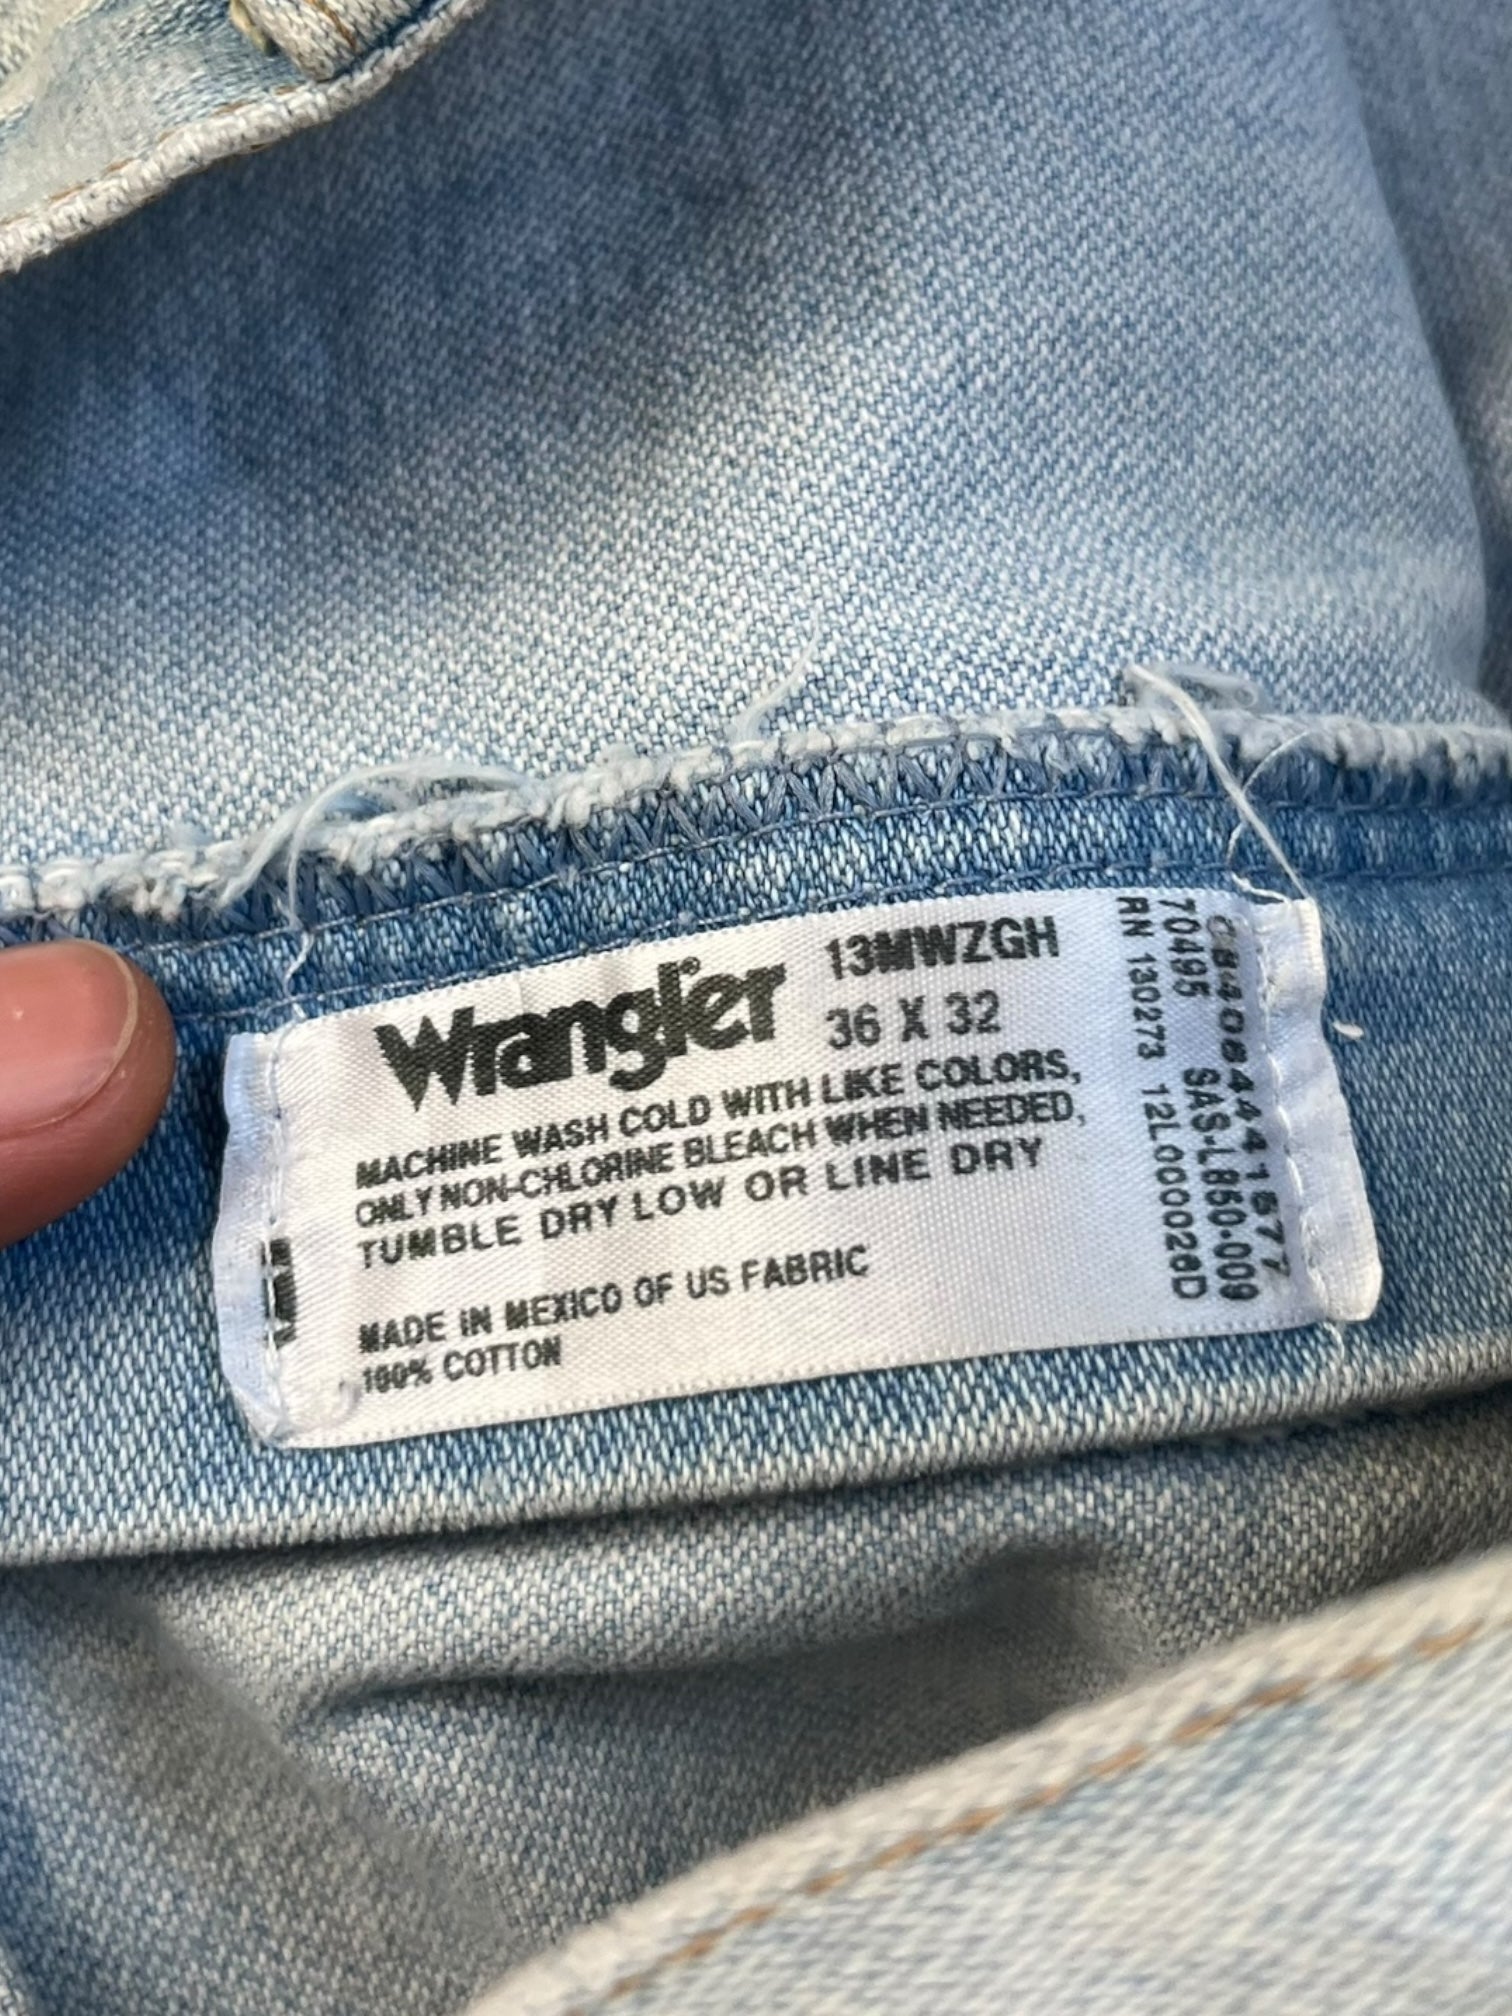 Wrangler®
13MWZGH
36 X 32
MACHINE WASH COLD WITH LIKE COLORS,
ONLY NON-CHLORINE BLEACH WHEN NEEDED,
TUMBLE DRY LOW OR LINE DRY
MADE IN MEXICO OF US FABRIC
100% COTTON
70495 SAS-L850-009
RN 130273 12L000026D